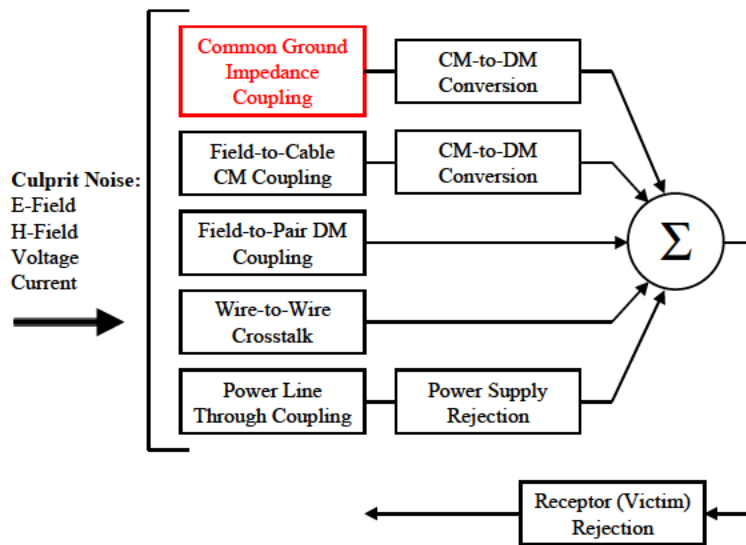 Common Ground
Impedance
Coupling
CM-to-DM
Conversion
Field-to-Cable
CM Coupling
CM-to-DM
Conversion
Culprit Noise:
E-Field
H-Field
Voltage
Current
Field-to-Pair DM
Coupling
Σ
Wire-to-Wire
Crosstalk
Power Line
Through Coupling
Power Supply
Rejection
Receptor (Victim)
Rejection